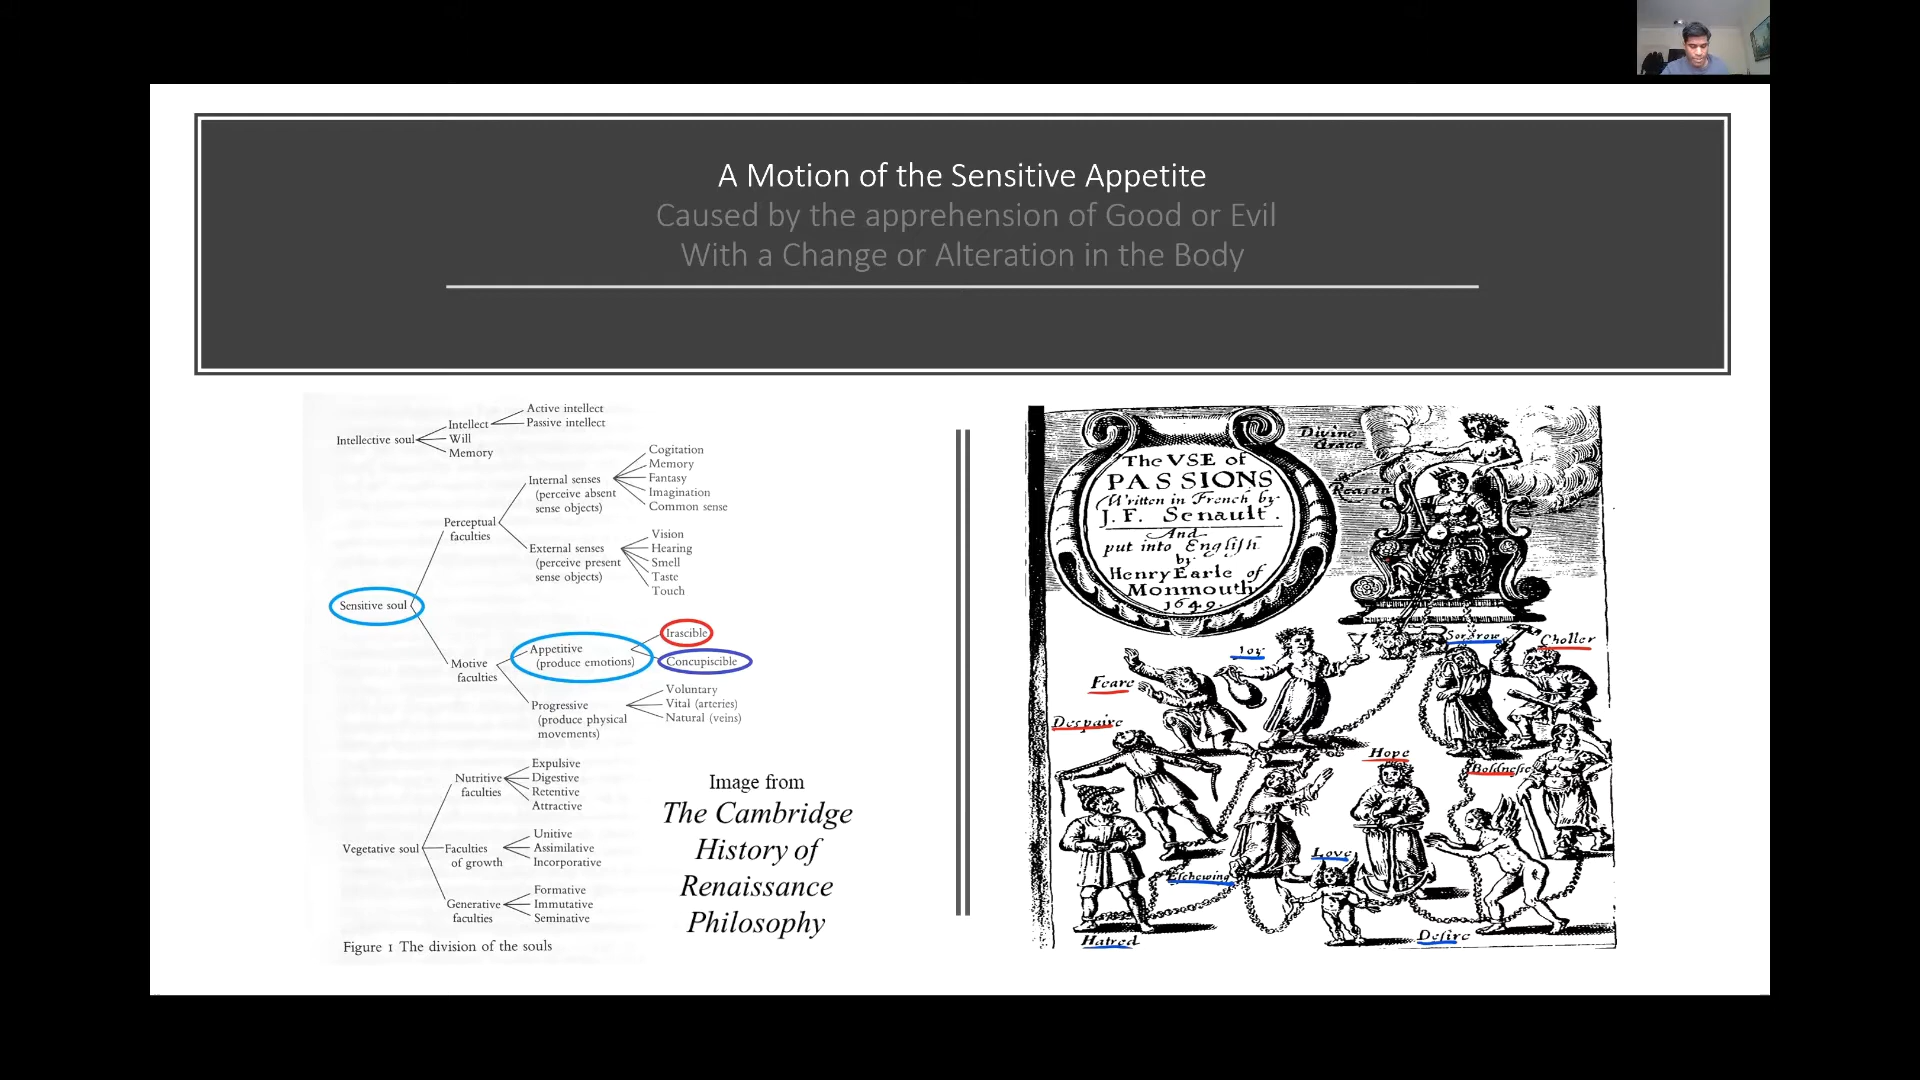 A Motion of the Sensitive Appetite
Caused by the apprehension of Good or Evil
With a Change or Alteration in the Body
Active intellect
Intellect
Passive intellect
Intellective soul
Will
Memory
Cogitation
Memory
Internal senses
Fantasy
(perceive absent
Imagination
sense objects)
Common sense
Perceptual
faculties
Vision
External senses
Hearing
(perceive present
Smell
sense objects)
Taste
Touch
Sensitive soul
Irascible
Appetitive
(produce emotions)
Concupiscible
Motive
faculties
Voluntary
Progressive
Vital (arteries)
(produce physical
Natural (veins)
movements)
Expulsive
Nutritive
Digestive
faculties
Retentive
Attractive
Unitive
Vegetative soul
Faculties
Assimilative
of growth
Incorporative
Formative
Generative
Immutative
faculties
Seminative
Figure 1 The division of the souls
Image from
The Cambridge
History of
Renaissance
Philosophy
The VSE of
PASSIONS
Written in French by
J. F. Senault.
And
put into English
by
Henry Earle of
Monmouth
1649.
Divine
Grace
Reason
Sorrow
Choller
Joy
Feare
Despaire
Hope
Boldnesse
Love
Eschewing
Hatred
Desire